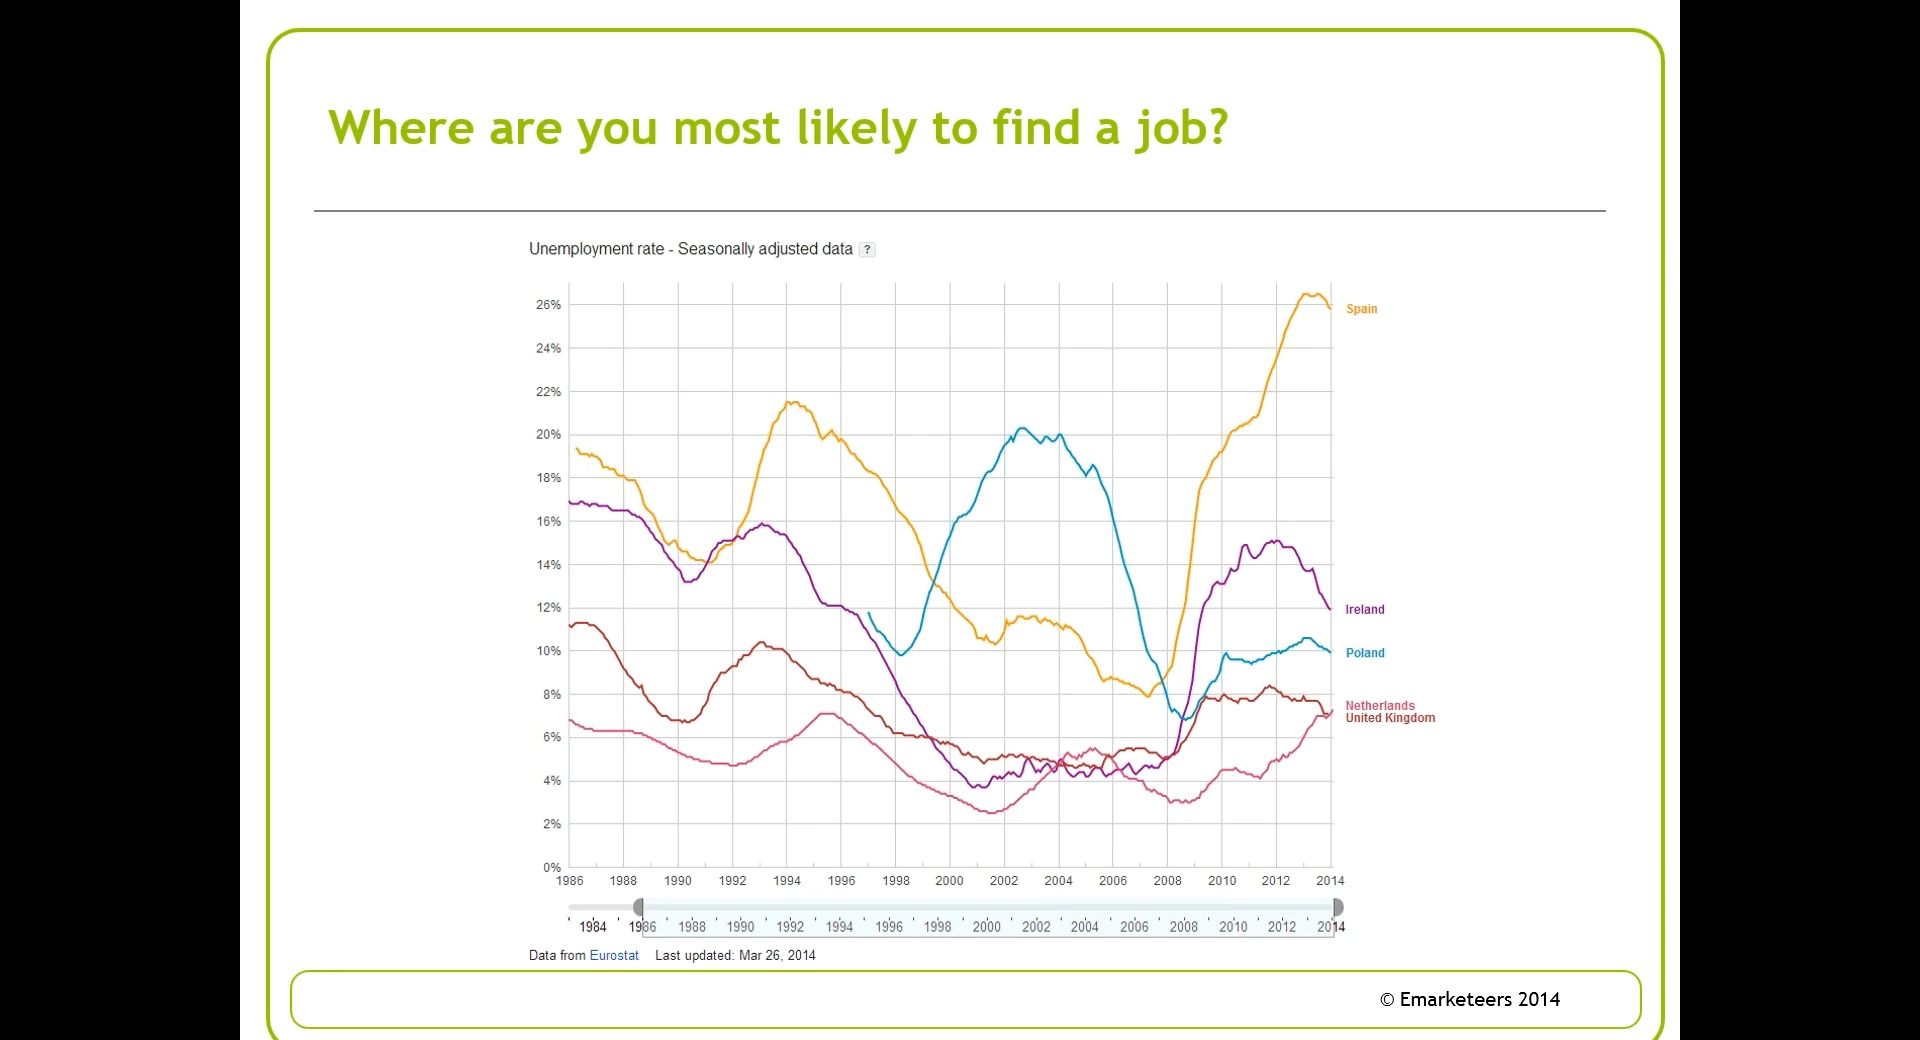 Where are you most likely to find a job?
Unemployment rate - Seasonally adjusted data ?
26%
Spain
24%
22%
20%
18%
16%
14%
12%
Ireland
10%
Poland
8%
Netherlands
United Kingdom
6%
4%
2%
0%
1986 1988 1990 1992 1994 1996 1998 2000 2002 2004 2006 2008 2010 2012 2014
1984 1986 1988 1990 1992 1994 1996 1998 2000 2002 2004 2006 2008 2010 2012 2014
Data from Eurostat Last updated: Mar 26, 2014
© Emarketeers 2014